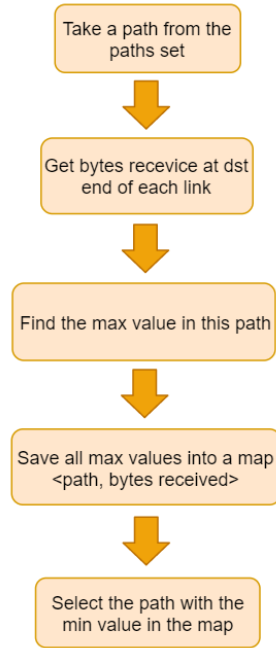 Take a path from the
paths set
Get bytes recevice at dst
end of each link
Find the max value in this path
Save all max values into a map
<path, bytes received>
Select the path with the
min value in the map